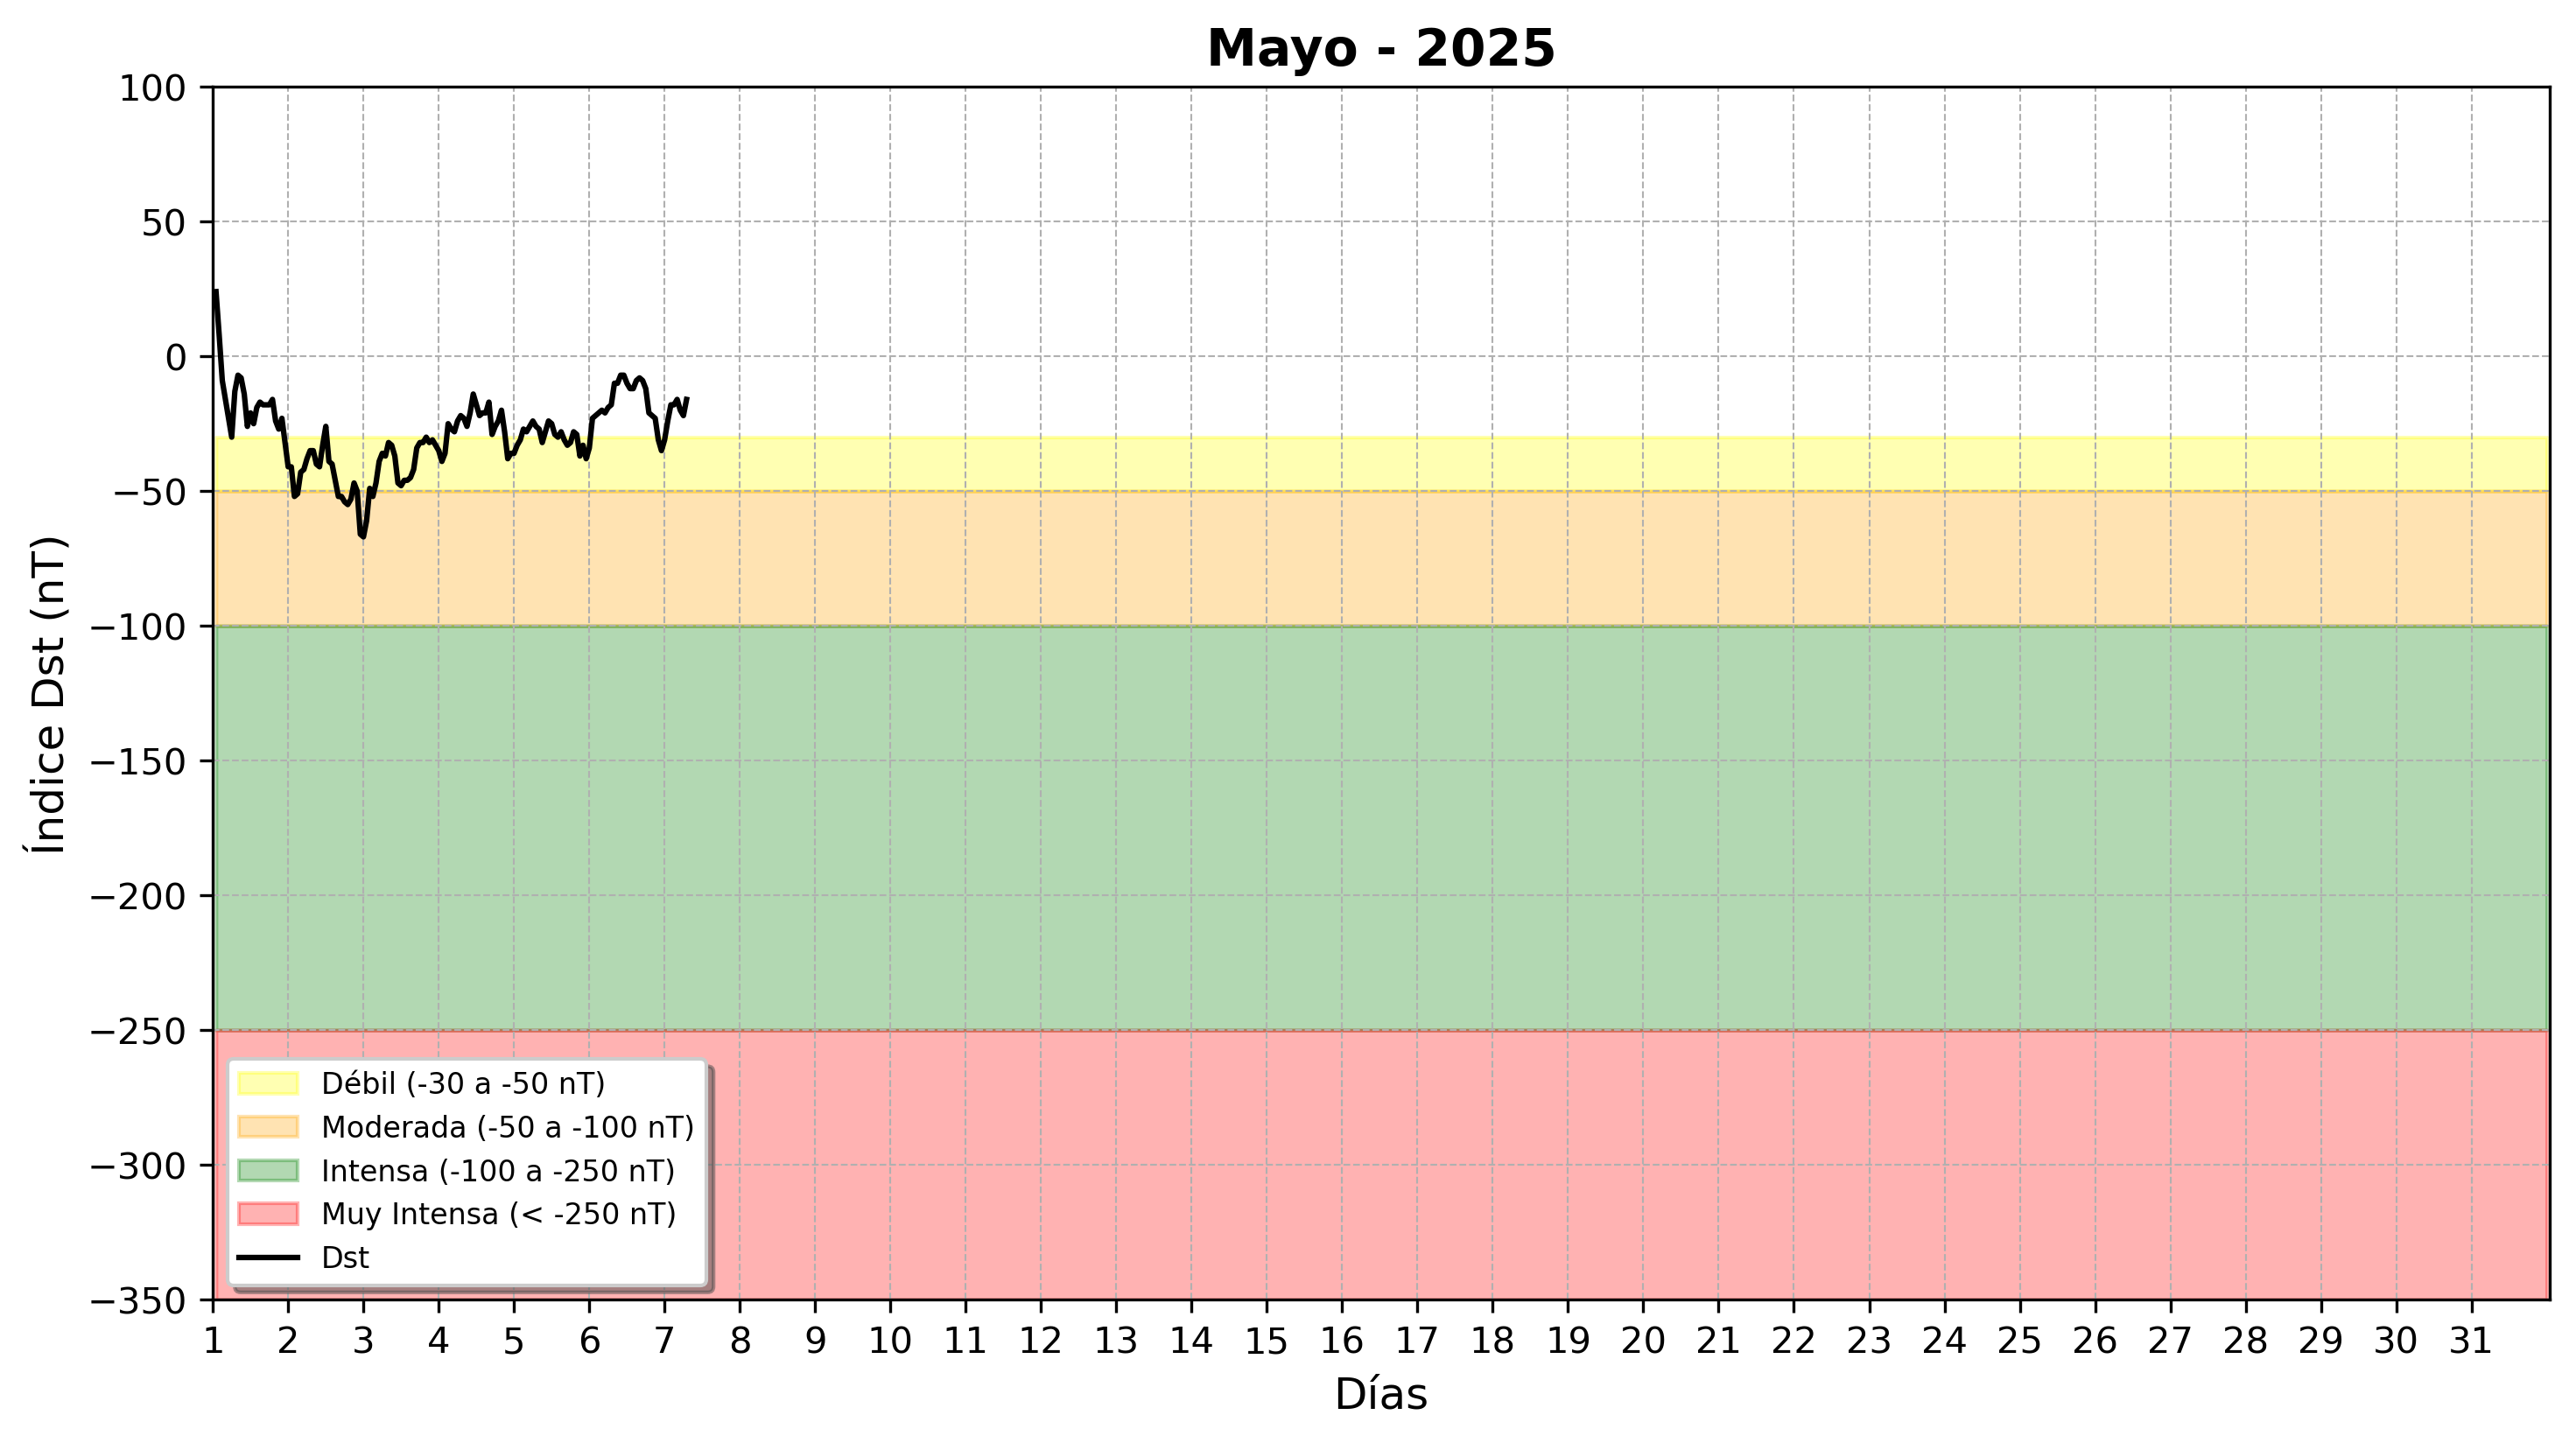 Mayo - 2025
Índice Dst (nT)
100
50
0
−50
−100
−150
−200
−250
−300
−350
Débil (-30 a -50 nT)
Moderada (-50 a -100 nT)
Intensa (-100 a -250 nT)
Muy Intensa (< -250 nT)
Dst
1 2 3 4 5 6 7 8 9 10 11 12 13 14 15 16 17 18 19 20 21 22 23 24 25 26 27 28 29 30 31
Días